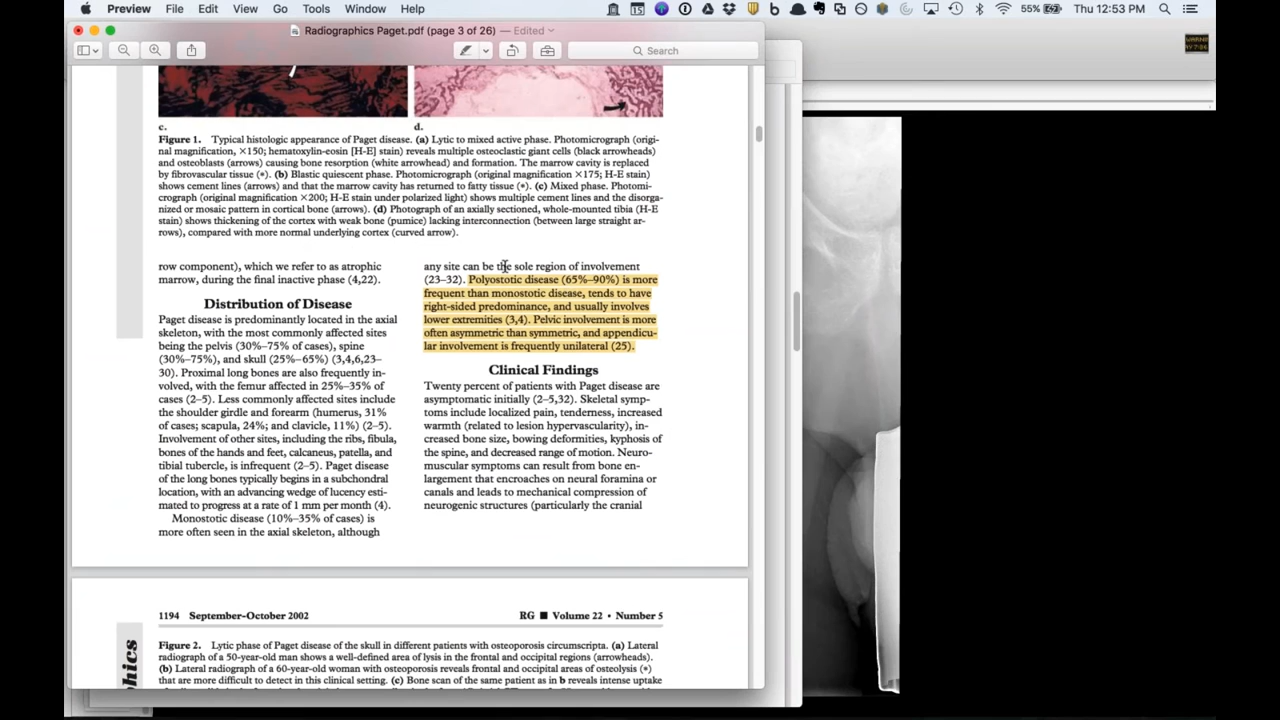 Preview File Edit View Go Tools Window Help
15
55% Thu 12:53 PM
Radiographics Paget.pdf (page 3 of 26) — Edited
Search
WARNI
c.
d.
Figure 1. Typical histologic appearance of Paget disease. (a) Lytic to mixed active phase. Photomicrograph (origi-
nal magnification, ×150; hematoxylin-eosin [H-E] stain) reveals multiple osteoclastic giant cells (black arrowheads)
and osteoblasts (arrows) causing bone resorption (white arrowhead) and formation. The marrow cavity is replaced
by fibrovascular tissue (*). (b) Blastic quiescent phase. Photomicrograph (original magnification ×175; H-E stain)
shows cement lines (arrows) and that the marrow cavity has returned to fatty tissue (*). (c) Mixed phase. Photomi-
crograph (original magnification ×200; H-E stain under polarized light) shows multiple cement lines and the disorga-
nized or mosaic pattern in cortical bone (arrows). (d) Photograph of an axially sectioned, whole-mounted tibia (H-E
stain) shows thickening of the cortex with weak bone (pumice) lacking interconnection (between large straight ar-
rows), compared with more normal underlying cortex (curved arrow).
row component), which we refer to as atrophic
marrow, during the final inactive phase (4,22).
Distribution of Disease
Paget disease is predominantly located in the axial
skeleton, with the most commonly affected sites
being the pelvis (30%–75% of cases), spine
(30%–75%), and skull (25%–65%) (3,4,6,23–
30). Proximal long bones are also frequently in-
volved, with the femur affected in 25%–35% of
cases (2–5). Less commonly affected sites include
the shoulder girdle and forearm (humerus, 31%
of cases; scapula, 24%; and clavicle, 11%) (2–5).
Involvement of other sites, including the ribs, fibula,
bones of the hands and feet, calcaneus, patella, and
tibial tubercle, is infrequent (2–5). Paget disease
of the long bones typically begins in a subchondral
location, with an advancing wedge of lucency esti-
mated to progress at a rate of 1 mm per month (4).
Monostotic disease (10%–35% of cases) is
more often seen in the axial skeleton, although
any site can be the sole region of involvement
(23–32). Polyostotic disease (65%–90%) is more
frequent than monostotic disease, tends to have
right-sided predominance, and usually involves
lower extremities (3,4). Pelvic involvement is more
often asymmetric than symmetric, and appendicu-
lar involvement is frequently unilateral (25).
Clinical Findings
Twenty percent of patients with Paget disease are
asymptomatic initially (2–5,32). Skeletal symp-
toms include localized pain, tenderness, increased
warmth (related to lesion hypervascularity), in-
creased bone size, bowing deformities, kyphosis of
the spine, and decreased range of motion. Neuro-
muscular symptoms can result from bone en-
largement that encroaches on neural foramina or
canals and leads to mechanical compression of
neurogenic structures (particularly the cranial
1194 September-October 2002
RG ■ Volume 22 • Number 5
phics
Figure 2. Lytic phase of Paget disease of the skull in different patients with osteoporosis circumscripta. (a) Lateral
radiograph of a 50-year-old man shows a well-defined area of lysis in the frontal and occipital regions (arrowheads).
(b) Lateral radiograph of a 60-year-old woman with osteoporosis reveals frontal and occipital areas of osteolysis (*)
that are more difficult to detect in this clinical setting. (c) Bone scan of the same patient as in b reveals intense uptake